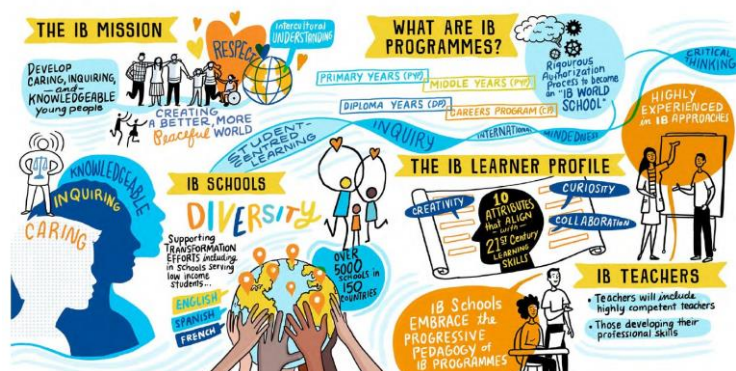 THE IB MISSION
DEVELOP
CARING, INQUIRING,
and
KNOWLEDGEABLE
young people
RESPECT
Intercultural
UNDERSTANDING
CREATING
A BETTER, MORE
Peaceful WORLD
WHAT ARE IB
PROGRAMMES?
PRIMARY YEARS (PYP)
MIDDLE YEARS (PYP)
DIPLOMA YEARS (DP)
CAREERS PROGRAM (CP)
Rigourous
Authorization
Process to become
an "IB WORLD
SCHOOL"
STUDENT-
CENTRED
LEARNING
INQUIRY
INTERNATIONAL
MINDEDNESS
CRITICAL
THINKING
CARING
INQUIRING
KNOWLEDGEABLE
IB SCHOOLS
DIVERSITY
Supporting
TRANSFORMATION
EFFORTS including
in Schools serving
low income
students...
ENGLISH
SPANISH
FRENCH
OVER
5000
SCHOOLS in
150
COUNTRIES
THE IB LEARNER PROFILE
CREATIVITY
10
ATTRIBUTES
that ALIGN
with
21st Century
LEARNING
SKILLS
CURIOSITY
COLLABORATION
HIGHLY
EXPERIENCED
in IB APPROACHES
IB Schools
EMBRACE the
PROGRESSIVE
PEDAGOGY of
IB PROGRAMMES
IB TEACHERS
• Teachers will include
highly competent teachers
• Those developing their
professional skills